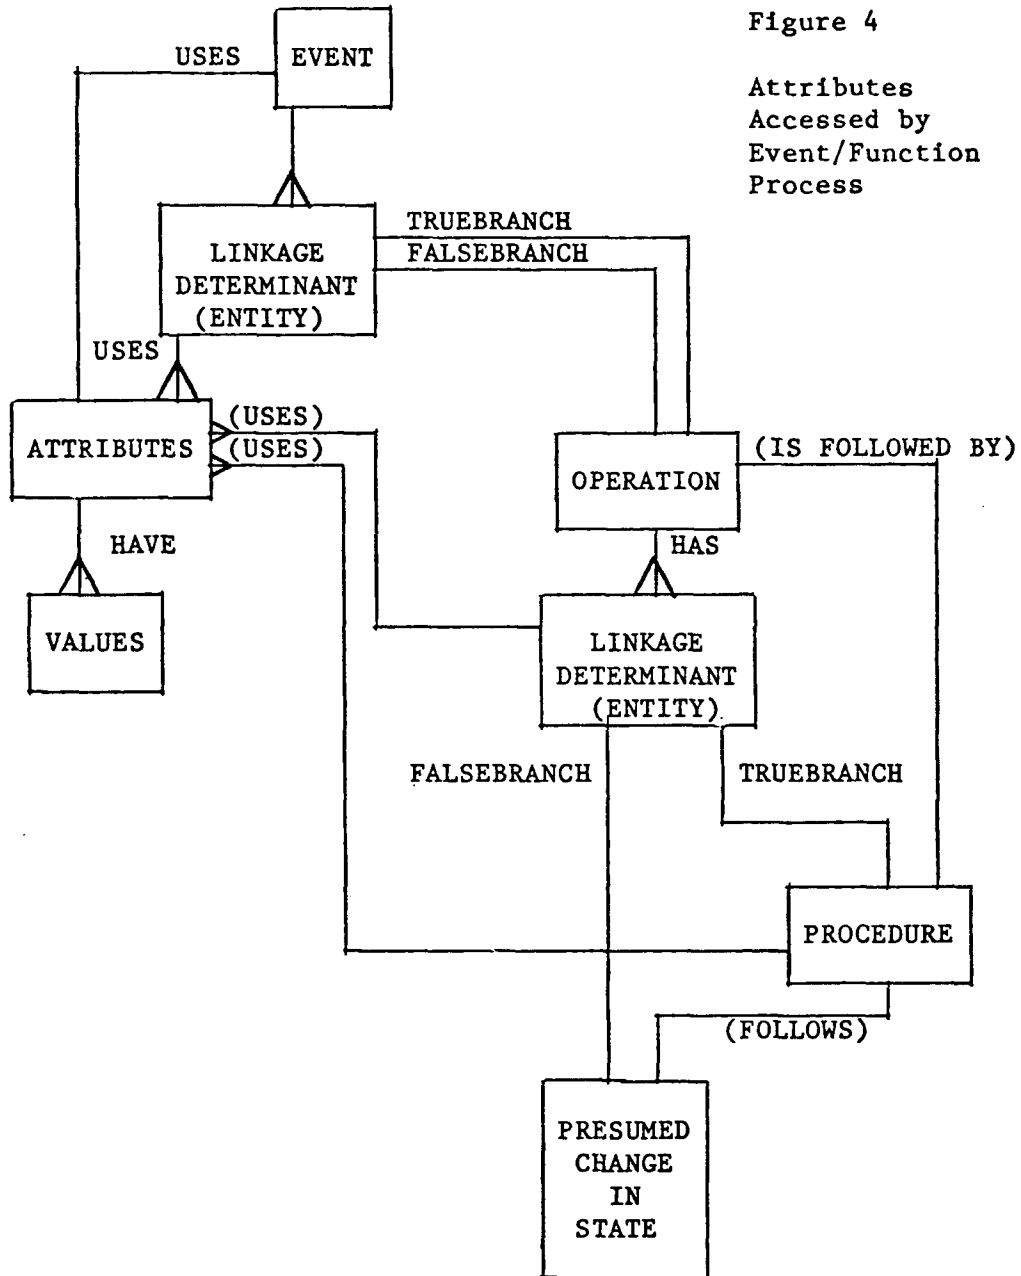 Figure 4
Attributes
Accessed by
Event/Function
Process
USES
EVENT
TRUEBRANCH
FALSEBRANCH
LINKAGE
DETERMINANT
(ENTITY)
USES
(USES)
(USES)
ATTRIBUTES
(IS FOLLOWED BY)
OPERATION
HAVE
HAS
VALUES
LINKAGE
DETERMINANT
(ENTITY)
FALSEBRANCH
TRUEBRANCH
PROCEDURE
(FOLLOWS)
PRESUMED
CHANGE
IN
STATE